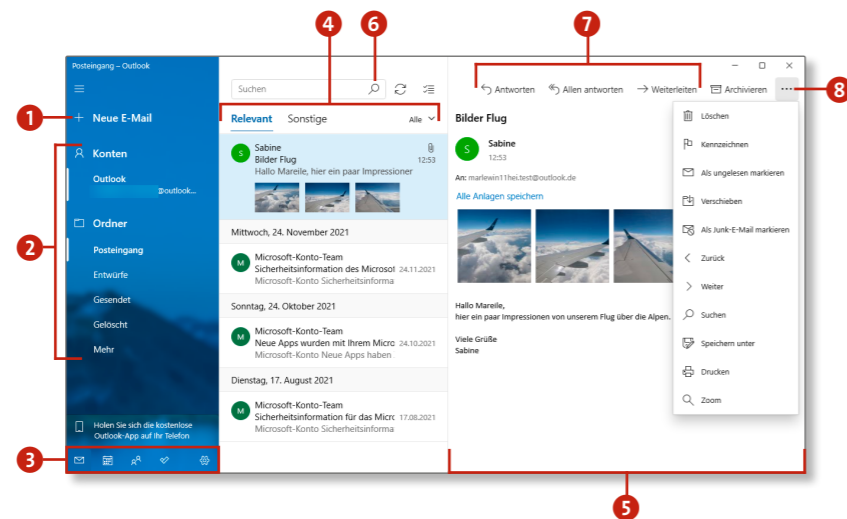 4
6
7
Posteingang – Outlook
Suchen
Antworten
Allen antworten
Weiterleiten
Archivieren
...
8
1
Neue E-Mail
Relevant
Sonstige
Alle
Bilder Flug
Löschen
2
Konten
Outlook
@outlook...
S
Sabine
Bilder Flug
12:53
Hallo Mareile, hier ein paar Impressioner
S
Sabine
12:53
An: marlewin11hei.test@outlook.de
Alle Anlagen speichern
Kennzeichnen
Als ungelesen markieren
Verschieben
Als Junk-E-Mail markieren
Zurück
Weiter
Suchen
Speichern unter
Drucken
Zoom
Ordner
Posteingang
Entwürfe
Gesendet
Gelöscht
Mehr
Mittwoch, 24. November 2021
M
Microsoft-Konto-Team
Sicherheitsinformation des Microsof 24.11.2021
Microsoft-Konto Sicherheitsinforma
Sonntag, 24. Oktober 2021
M
Microsoft-Konto-Team
Neue Apps wurden mit Ihrem Micro 24.10.2021
Microsoft-Konto Neue Apps haben
Dienstag, 17. August 2021
M
Microsoft-Konto-Team
Sicherheitsinformation für das Micro 17.08.2021
Microsoft-Konto Sicherheitsinforma
Hallo Mareile,
hier ein paar Impressionen von unserem Flug über die Alpen.
Viele Grüße
Sabine
Holen Sie sich die kostenlose
Outlook-App auf Ihr Telefon
3
5